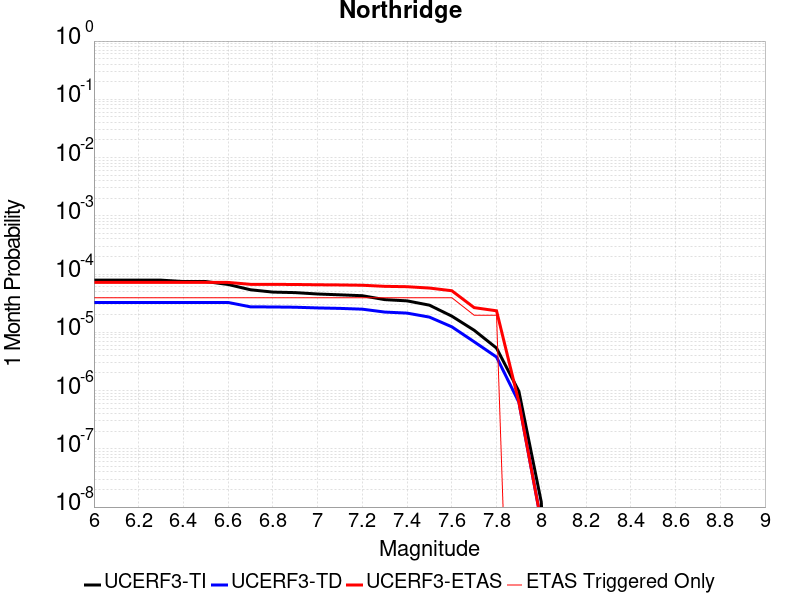 Northridge
1 Month Probability
10^0
10^-1
10^-2
10^-3
10^-4
10^-5
10^-6
10^-7
10^-8
6 6.2 6.4 6.6 6.8 7 7.2 7.4 7.6 7.8 8 8.2 8.4 8.6 8.8 9
Magnitude
UCERF3-TI UCERF3-TD UCERF3-ETAS ETAS Triggered Only